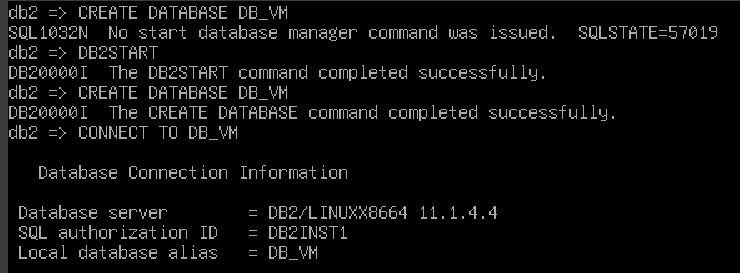 db2 => CREATE DATABASE DB_VM
SQL1032N  No start database manager command was issued.  SQLSTATE=57019
db2 => DB2START
DB20000I  The DB2START command completed successfully.
db2 => CREATE DATABASE DB_VM
DB20000I  The CREATE DATABASE command completed successfully.
db2 => CONNECT TO DB_VM
Database Connection Information
Database server        = DB2/LINUXX8664 11.1.4.4
SQL authorization ID   = DB2INST1
Local database alias   = DB_VM